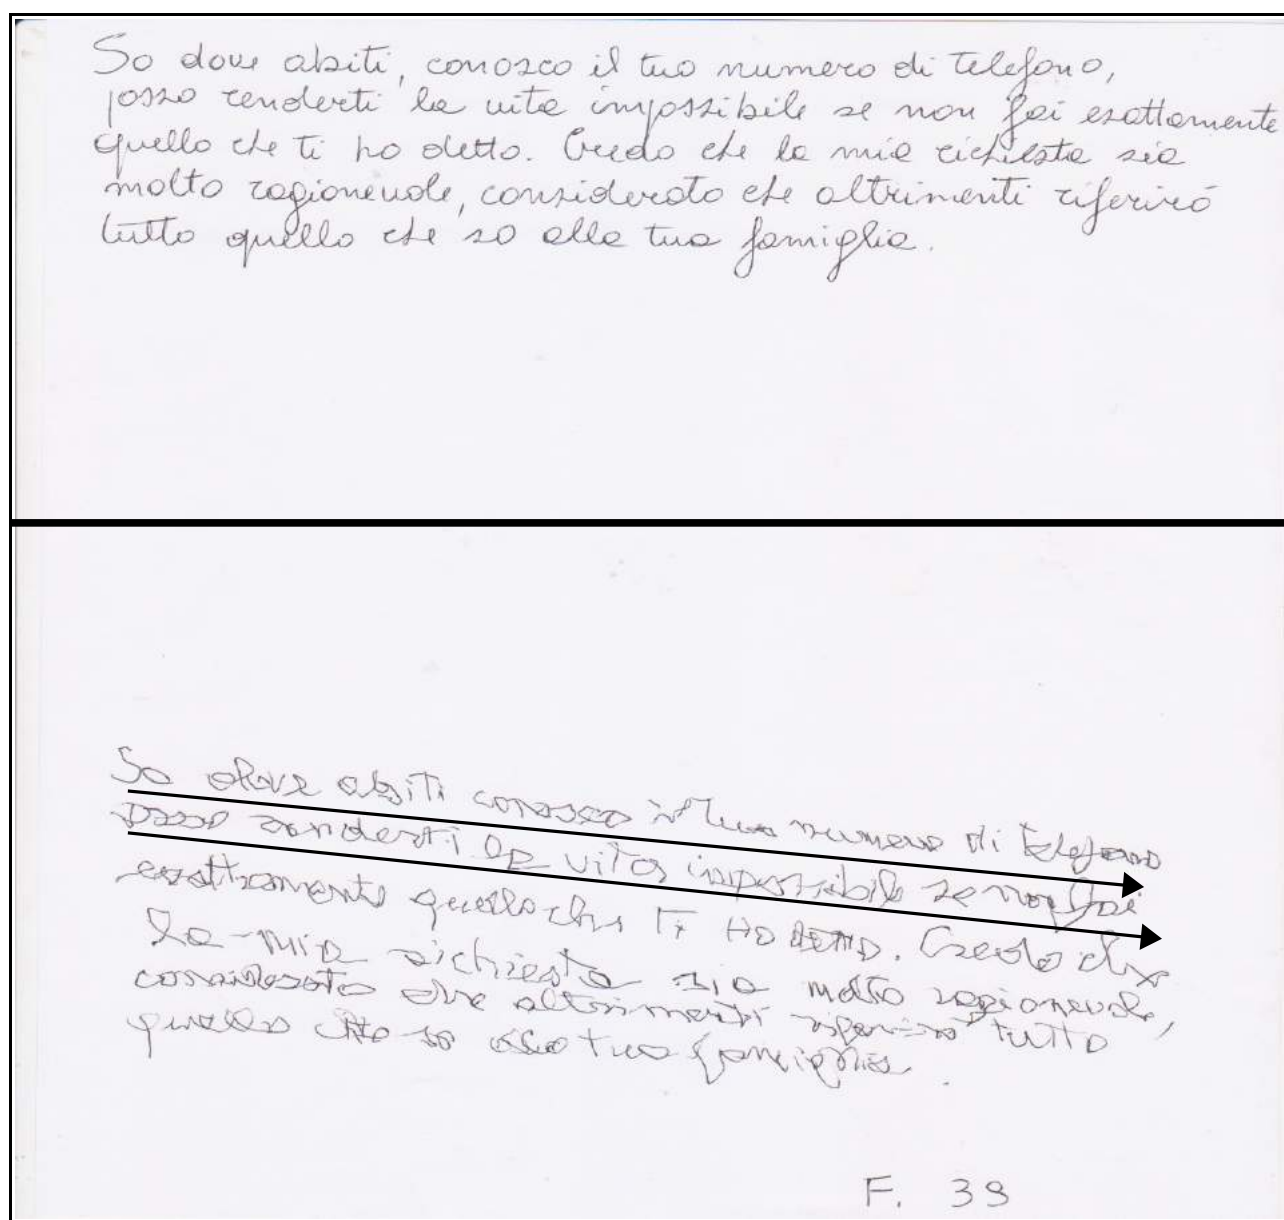 So dove abiti, conosco il tuo numero di telefono,
posso renderti la vita impossibile se non fai esattamente
quello che ti ho detto. Credo che la mia richiesta sia
molto ragionevole, considerato che altrimenti riferirò
tutto quello che so alla tua famiglia.
So dove abiti conosco il tuo numero di telefono
posso renderti la vita impossibile se non fai
esattamente quello che ti HO DETTO. Credo che
la mia richiesta sia molto ragionevole,
considerato che altrimenti riferirò tutto
quello che so alla tua famiglia.
F. 39